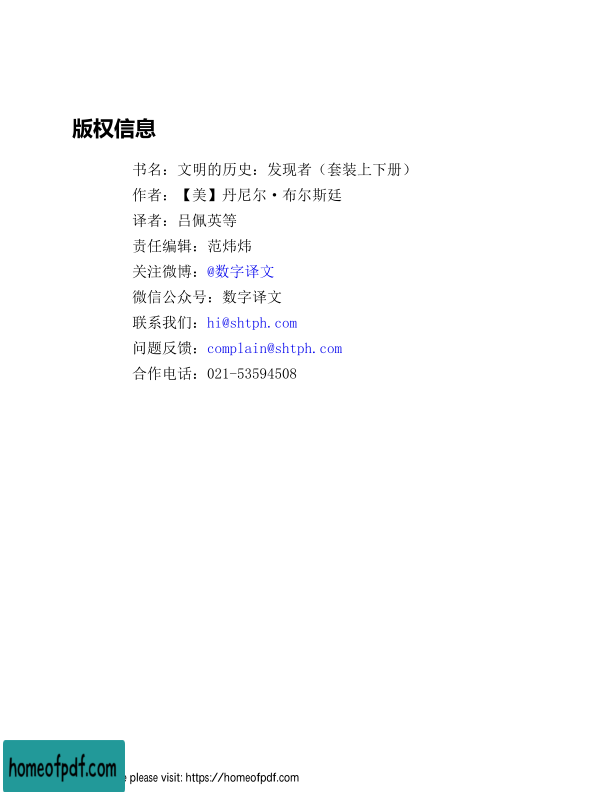 版权信息
书名：文明的历史：发现者（套装上下册）
作者：【美】丹尼尔·布尔斯廷
译者：吕佩英等
责任编辑：范炜炜
关注微博：@数字译文
微信公众号：数字译文
联系我们：hi@shtph.com
问题反馈：complain@shtph.com
合作电话：021-53594508
homeofpdf.com
please visit: https://homeofpdf.com